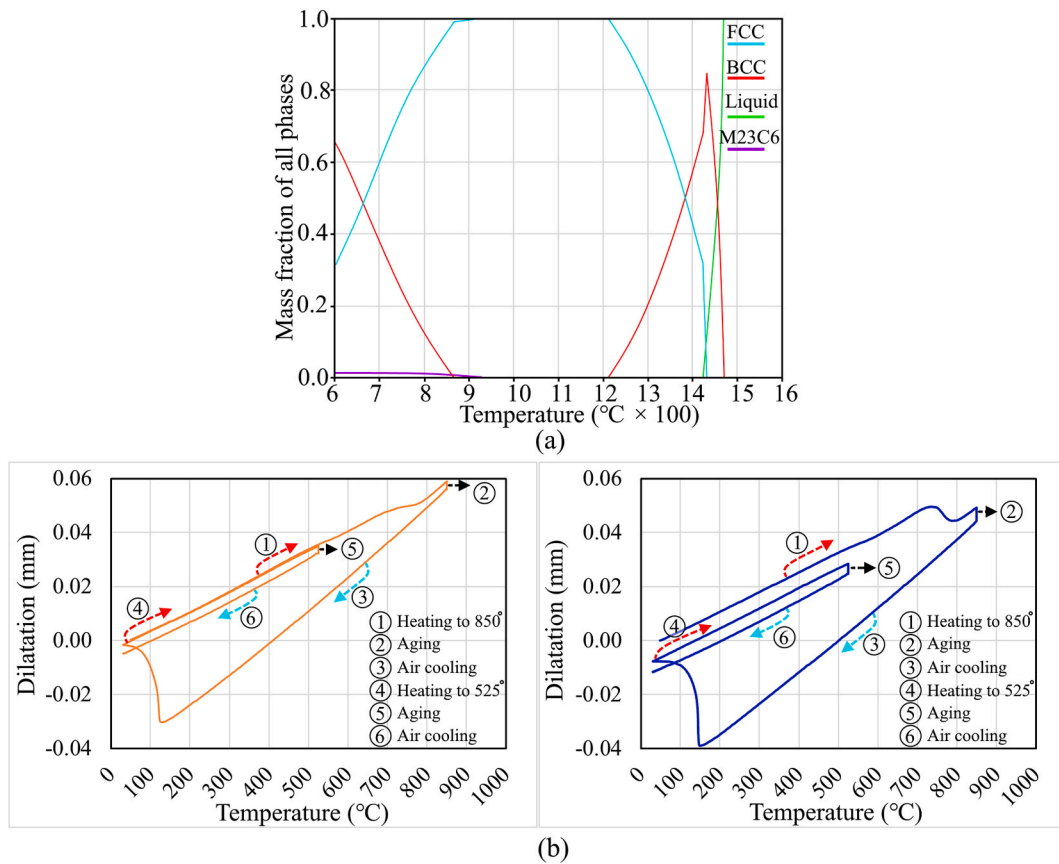 1.0
0.8
0.6
0.4
0.2
0.0
Mass fraction of all phases
FCC
BCC
Liquid
M23C6
6 7 8 9 10 11 12 13 14 15 16
Temperature (°C × 100)
(a)
0.06
0.04
0.02
0.00
-0.02
-0.04
Dilatation (mm)
① ② ③ ④ ⑤ ⑥
① Heating to 850°
② Aging
③ Air cooling
④ Heating to 525°
⑤ Aging
⑥ Air cooling
0 100 200 300 400 500 600 700 800 900 1000
Temperature (°C)
0.06
0.04
0.02
0.00
-0.02
-0.04
Dilatation (mm)
① ② ③ ④ ⑤ ⑥
① Heating to 850°
② Aging
③ Air cooling
④ Heating to 525°
⑤ Aging
⑥ Air cooling
0 100 200 300 400 500 600 700 800 900 1000
Temperature (°C)
(b)